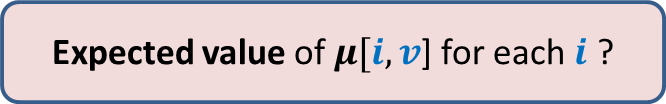 Expected value of μ[i, v] for each i ?